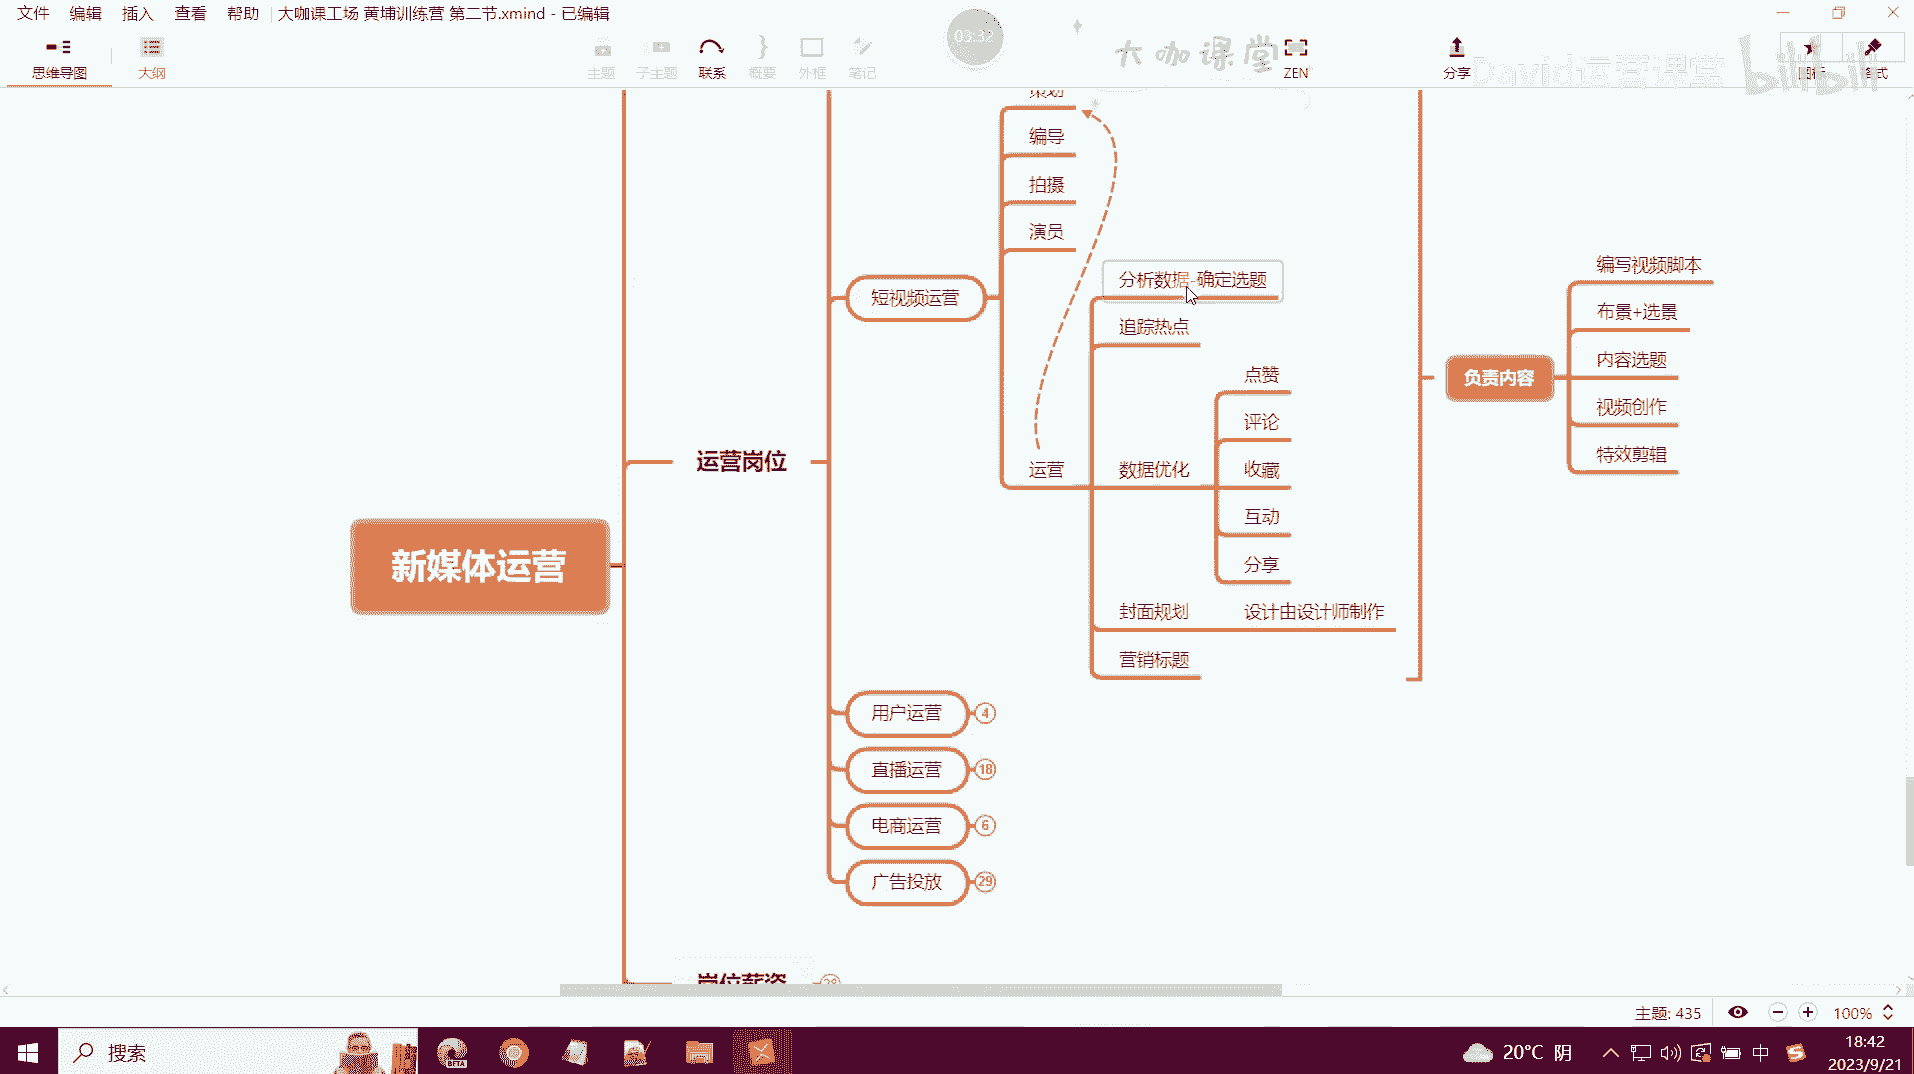 文件 编辑 插入 查看 帮助 大咖课工场 黄埔训练营 第二节.xmind - 已编辑
03:32
大咖课堂
David运营课堂 bilibili
思维导图 大纲 主题 子主题 联系 概要 外框 笔记 ZEN 分享 图标 格式
策划
编导
拍摄
演员
短视频运营
分析数据-确定选题
追踪热点
点赞
评论
运营 数据优化 收藏
互动
分享
封面规划 设计由设计师制作
营销标题
负责内容
编写视频脚本
布景+选景
内容选题
视频创作
特效剪辑
运营岗位
新媒体运营
用户运营 4
直播运营 18
电商运营 6
广告投放 29
岗位薪资 28
主题: 435 100%
搜索
BETA
20°C 阴
中
18:42
2023/9/21